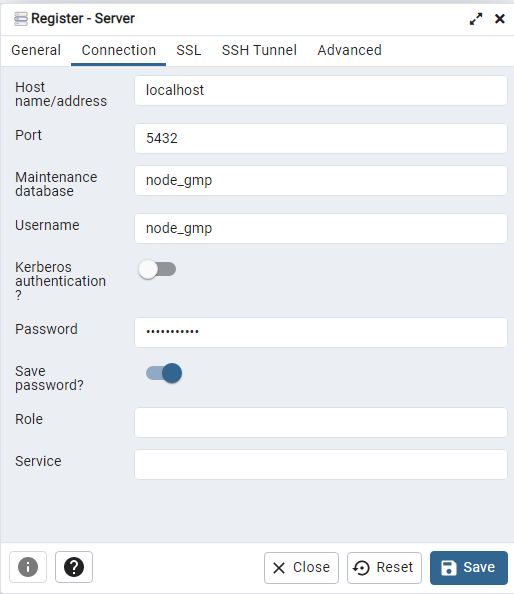 Register - Server
General Connection SSL SSH Tunnel Advanced
Host
name/address
localhost
Port
5432
Maintenance
database
node_gmp
Username
node_gmp
Kerberos
authentication
?
Password
•••••••••••
Save
password?
Role
Service
Close Reset Save